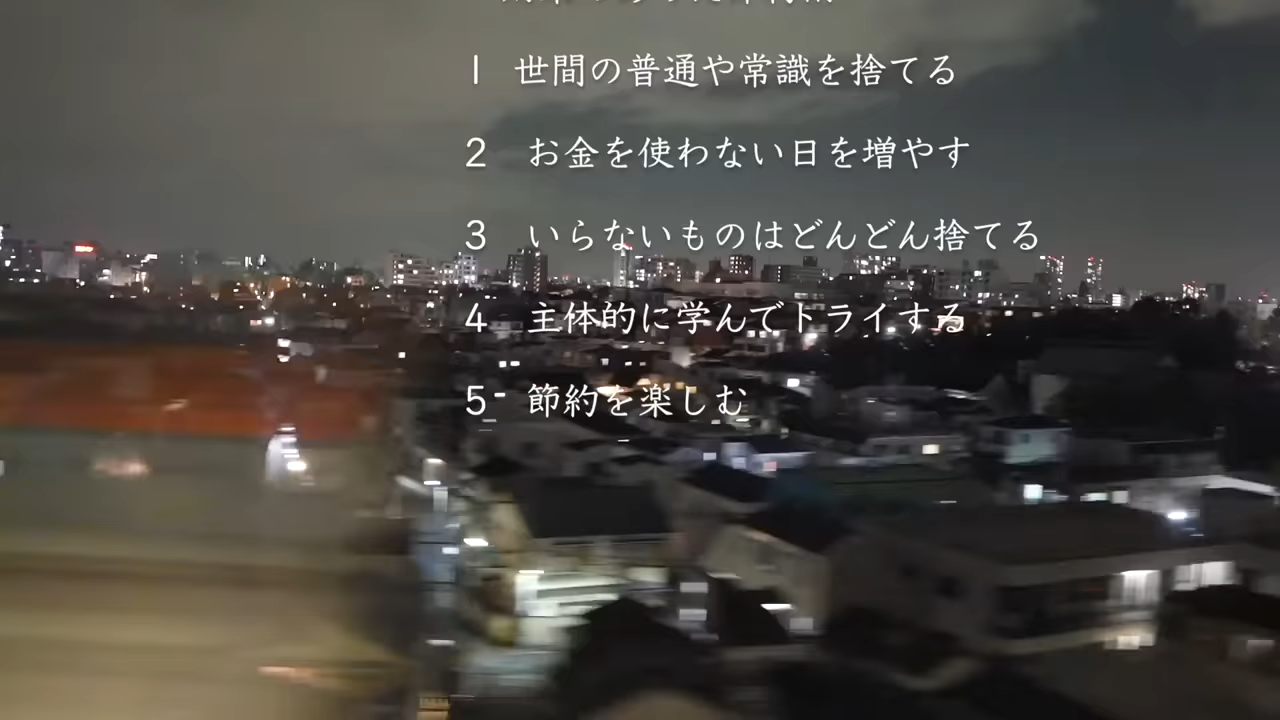 1 世間の普通や常識を捨てる
2 お金を使わない日を増やす
3 いらないものはどんどん捨てる
4 主体的に学んでトライする
5 節約を楽しむ